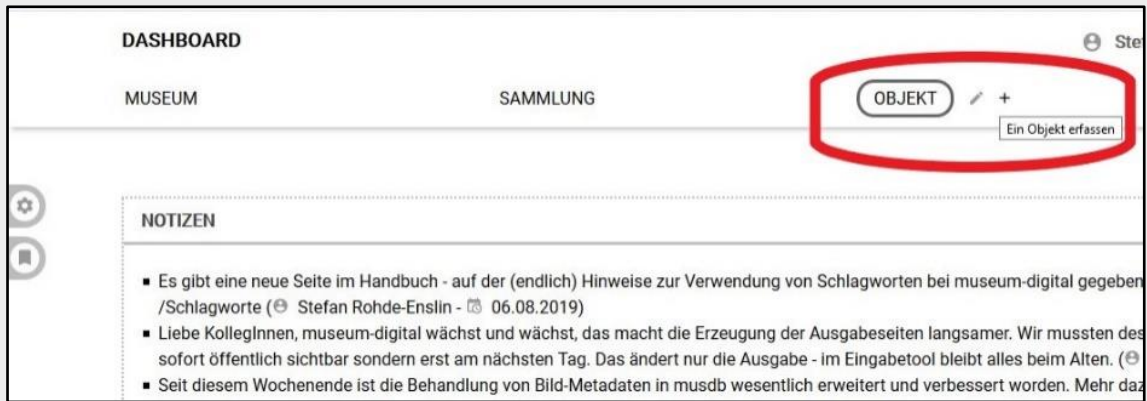 DASHBOARD
Ste
MUSEUM SAMMLUNG OBJEKT +
Ein Objekt erfassen
NOTIZEN
▪ Es gibt eine neue Seite im Handbuch - auf der (endlich) Hinweise zur Verwendung von Schlagworten bei museum-digital gegeben
/Schlagworte ( Stefan Rohde-Enslin - 06.08.2019)
▪ Liebe KollegInnen, museum-digital wächst und wächst, das macht die Erzeugung der Ausgabeseiten langsamer. Wir mussten des
sofort öffentlich sichtbar sondern erst am nächsten Tag. Das ändert nur die Ausgabe - im Eingabetool bleibt alles beim Alten. (
▪ Seit diesem Wochenende ist die Behandlung von Bild-Metadaten in musdb wesentlich erweitert und verbessert worden. Mehr daz